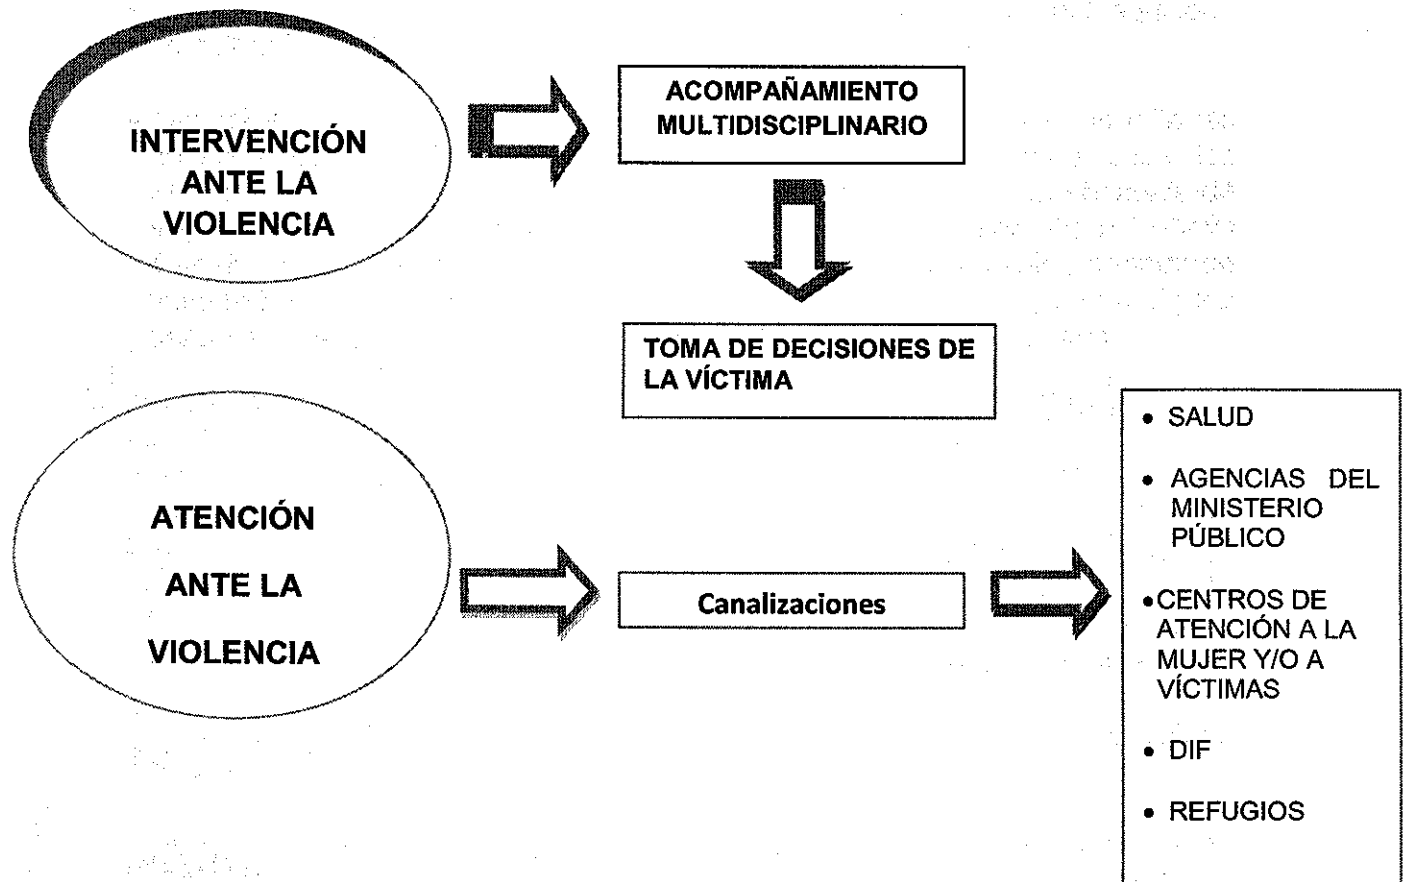 INTERVENCIÓN
ANTE LA
VIOLENCIA
ACOMPAÑAMIENTO
MULTIDISCIPLINARIO
TOMA DE DECISIONES DE
LA VÍCTIMA
ATENCIÓN
ANTE LA
VIOLENCIA
Canalizaciones
• SALUD
• AGENCIAS DEL
MINISTERIO
PÚBLICO
• CENTROS DE
ATENCIÓN A LA
MUJER Y/O A
VÍCTIMAS
• DIF
• REFUGIOS